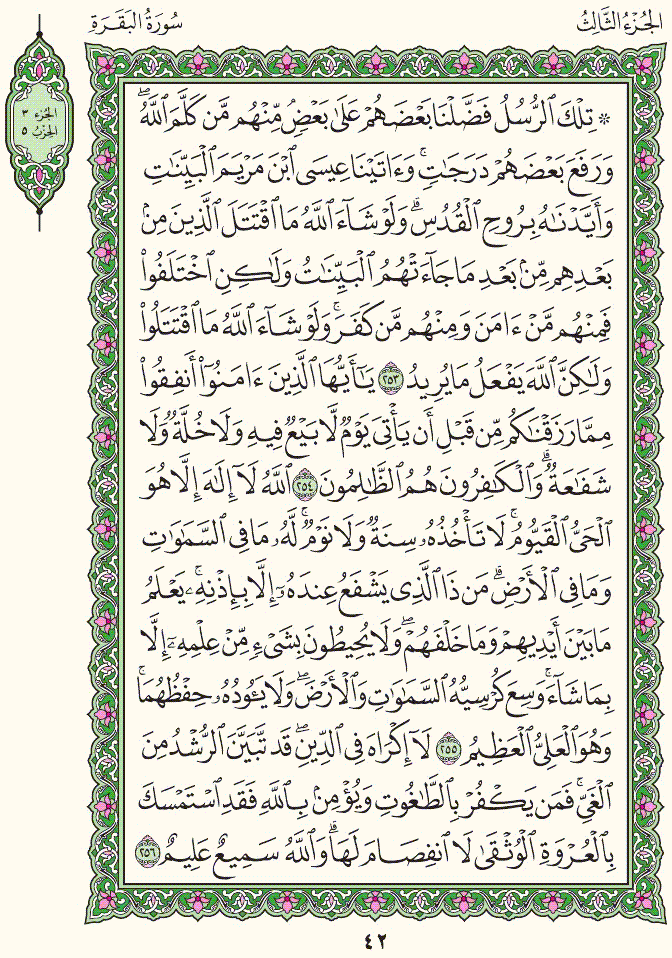 الجُزْءُ الثَّالِثُ
سُورَةُ البَقَرَةِ
الجُزء ٣
الحِزْبُ ٥
۞ تِلْكَ ٱلرُّسُلُ فَضَّلْنَا بَعْضَهُمْ عَلَىٰ بَعْضٍۘ مِّنْهُم مَّن كَلَّمَ ٱللَّهُۖ
وَرَفَعَ بَعْضَهُمْ دَرَجَٰتٍۚ وَءَاتَيْنَا عِيسَى ٱبْنَ مَرْيَمَ ٱلْبَيِّنَٰتِ
وَأَيَّدْنَٰهُ بِرُوحِ ٱلْقُدُسِۗ وَلَوْ شَآءَ ٱللَّهُ مَا ٱقْتَتَلَ ٱلَّذِينَ مِنۢ
بَعْدِهِم مِّنۢ بَعْدِ مَا جَآءَتْهُمُ ٱلْبَيِّنَٰتُ وَلَٰكِنِ ٱخْتَلَفُوا۟
فَمِنْهُم مَّنْ ءَامَنَ وَمِنْهُم مَّن كَفَرَۚ وَلَوْ شَآءَ ٱللَّهُ مَا ٱقْتَتَلُوا۟
وَلَٰكِنَّ ٱللَّهَ يَفْعَلُ مَا يُرِيدُ ٢٥٣ يَٰٓأَيُّهَا ٱلَّذِينَ ءَامَنُوٓا۟ أَنفِقُوا۟
مِمَّا رَزَقْنَٰكُم مِّن قَبْلِ أَن يَأْتِىَ يَوْمٌ لَّا بَيْعٌ فِيهِ وَلَا خُلَّةٌ وَلَا
شَفَٰعَةٌۗ وَٱلْكَٰفِرُونَ هُمُ ٱلظَّٰلِمُونَ ٢٥٤ ٱللَّهُ لَآ إِلَٰهَ إِلَّا هُوَ
ٱلْحَىُّ ٱلْقَيُّومُۚ لَا تَأْخُذُهُۥ سِنَةٌ وَلَا نَوْمٌۚ لَّهُۥ مَا فِى ٱلسَّمَٰوَٰتِ
وَمَا فِى ٱلْأَرْضِۗ مَن ذَا ٱلَّذِى يَشْفَعُ عِندَهُۥٓ إِلَّا بِإِذْنِهِۦۚ يَعْلَمُ
مَا بَيْنَ أَيْدِيهِمْ وَمَا خَلْفَهُمْۖ وَلَا يُحِيطُونَ بِشَىْءٍ مِّنْ عِلْمِهِۦٓ إِلَّا
بِمَا شَآءَۚ وَسِعَ كُرْسِيُّهُ ٱلسَّمَٰوَٰتِ وَٱلْأَرْضَۖ وَلَا يَـُٔودُهُۥ حِفْظُهُمَاۚ
وَهُوَ ٱلْعَلِىُّ ٱلْعَظِيمُ ٢٥٥ لَآ إِكْرَاهَ فِى ٱلدِّينِۖ قَد تَّبَيَّنَ ٱلرُّشْدُ مِنَ
ٱلْغَىِّۚ فَمَن يَكْفُرْ بِٱلطَّٰغُوتِ وَيُؤْمِنۢ بِٱللَّهِ فَقَدِ ٱسْتَمْسَكَ
بِٱلْعُرْوَةِ ٱلْوُثْقَىٰ لَا ٱنفِصَامَ لَهَاۗ وَٱللَّهُ سَمِيعٌ عَلِيمٌ ٢٥٦
٤٢